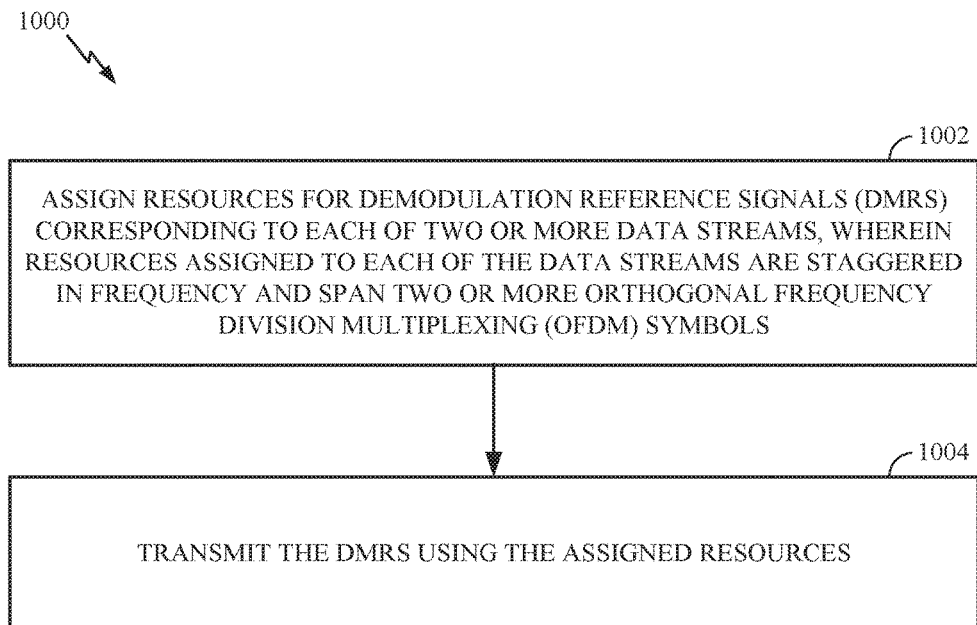 1000
1002
ASSIGN RESOURCES FOR DEMODULATION REFERENCE SIGNALS (DMRS)
CORRESPONDING TO EACH OF TWO OR MORE DATA STREAMS, WHEREIN
RESOURCES ASSIGNED TO EACH OF THE DATA STREAMS ARE STAGGERED
IN FREQUENCY AND SPAN TWO OR MORE ORTHOGONAL FREQUENCY
DIVISION MULTIPLEXING (OFDM) SYMBOLS
1004
TRANSMIT THE DMRS USING THE ASSIGNED RESOURCES